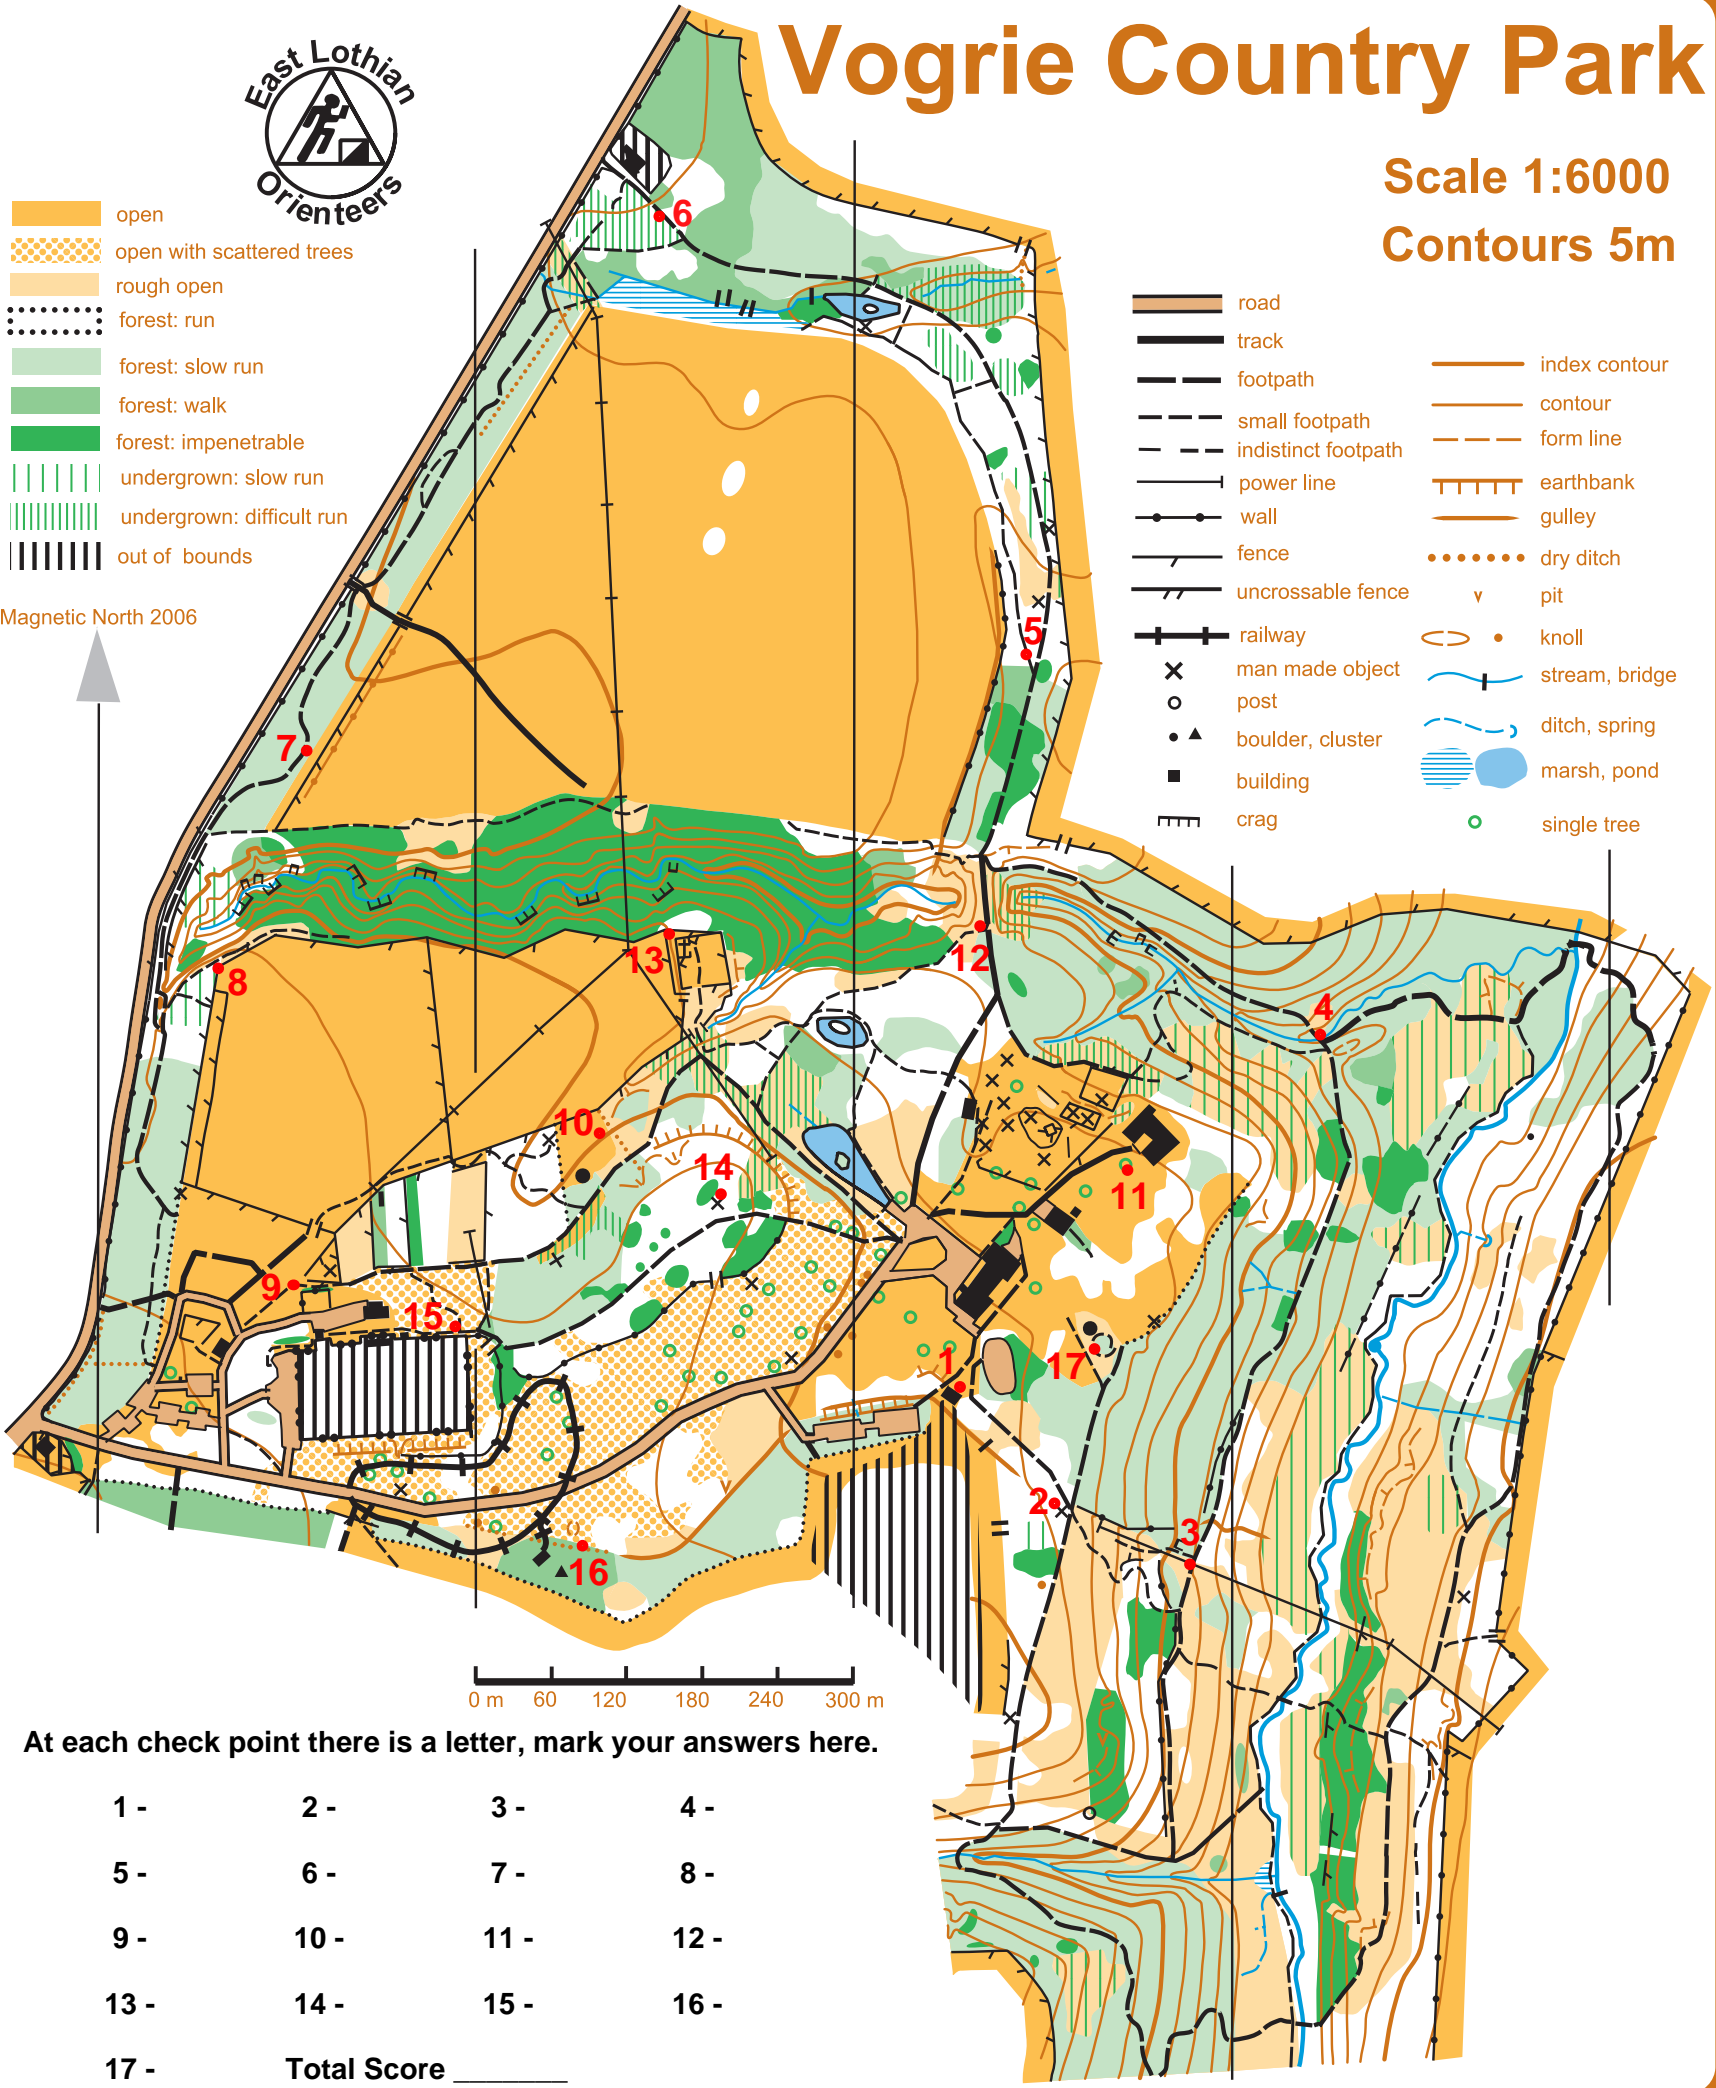 Vogrie Country Park
East Lothian
Orienteers
Scale 1:6000
Contours 5m
open
open with scattered trees
rough open
forest: run
forest: slow run
forest: walk
forest: impenetrable
undergrown: slow run
undergrown: difficult run
out of bounds
Magnetic North 2006
road
track
footpath
small footpath
indistinct footpath
power line
wall
fence
uncrossable fence
railway
man made object
post
boulder, cluster
building
crag
index contour
contour
form line
earthbank
gulley
dry ditch
pit
knoll
stream, bridge
ditch, spring
marsh, pond
single tree
6
5
7
12
13
8
4
10
14
11
9
15
1
17
2
3
16
0 m 60 120 180 240 300 m
At each check point there is a letter, mark your answers here.
1 - 2 - 3 - 4 -
5 - 6 - 7 - 8 -
9 - 10 - 11 - 12 -
13 - 14 - 15 - 16 -
17 - Total Score _______